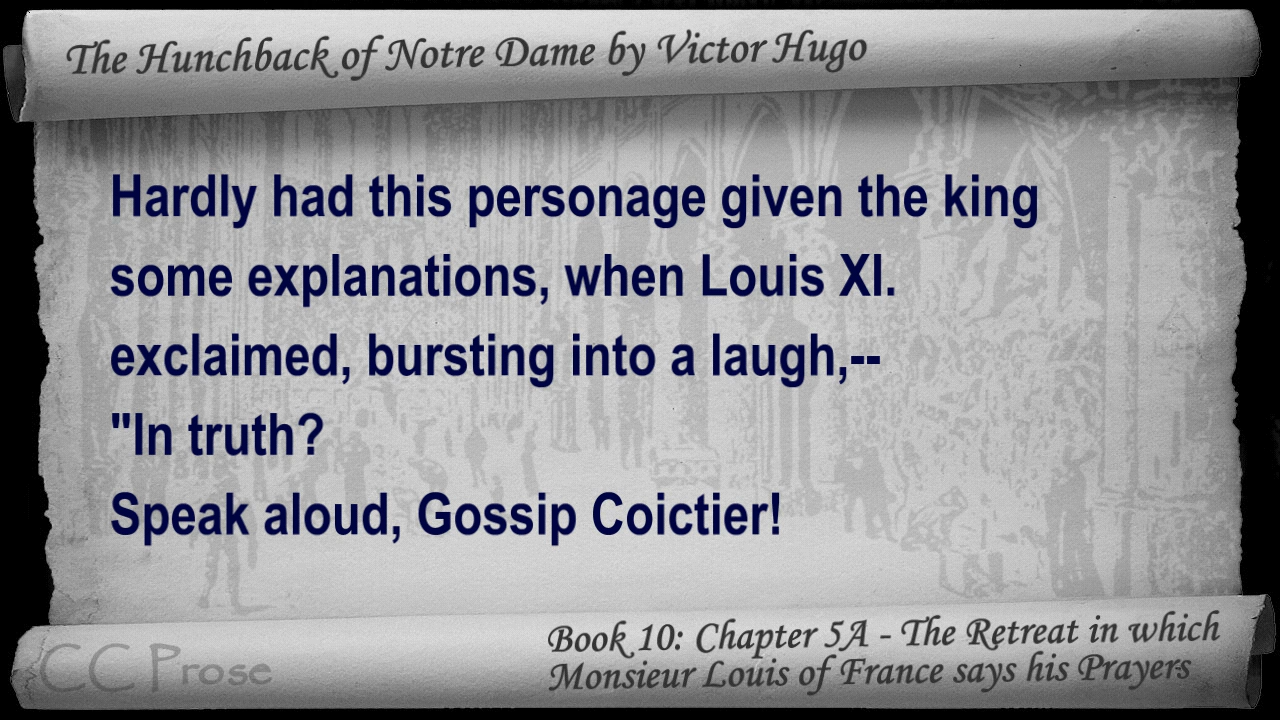 The Hunchback of Notre Dame by Victor Hugo
Hardly had this personage given the king
some explanations, when Louis XI.
exclaimed, bursting into a laugh,--
"In truth?
Speak aloud, Gossip Coictier!
Book 10: Chapter 5A - The Retreat in which
Monsieur Louis of France says his Prayers
CC Prose